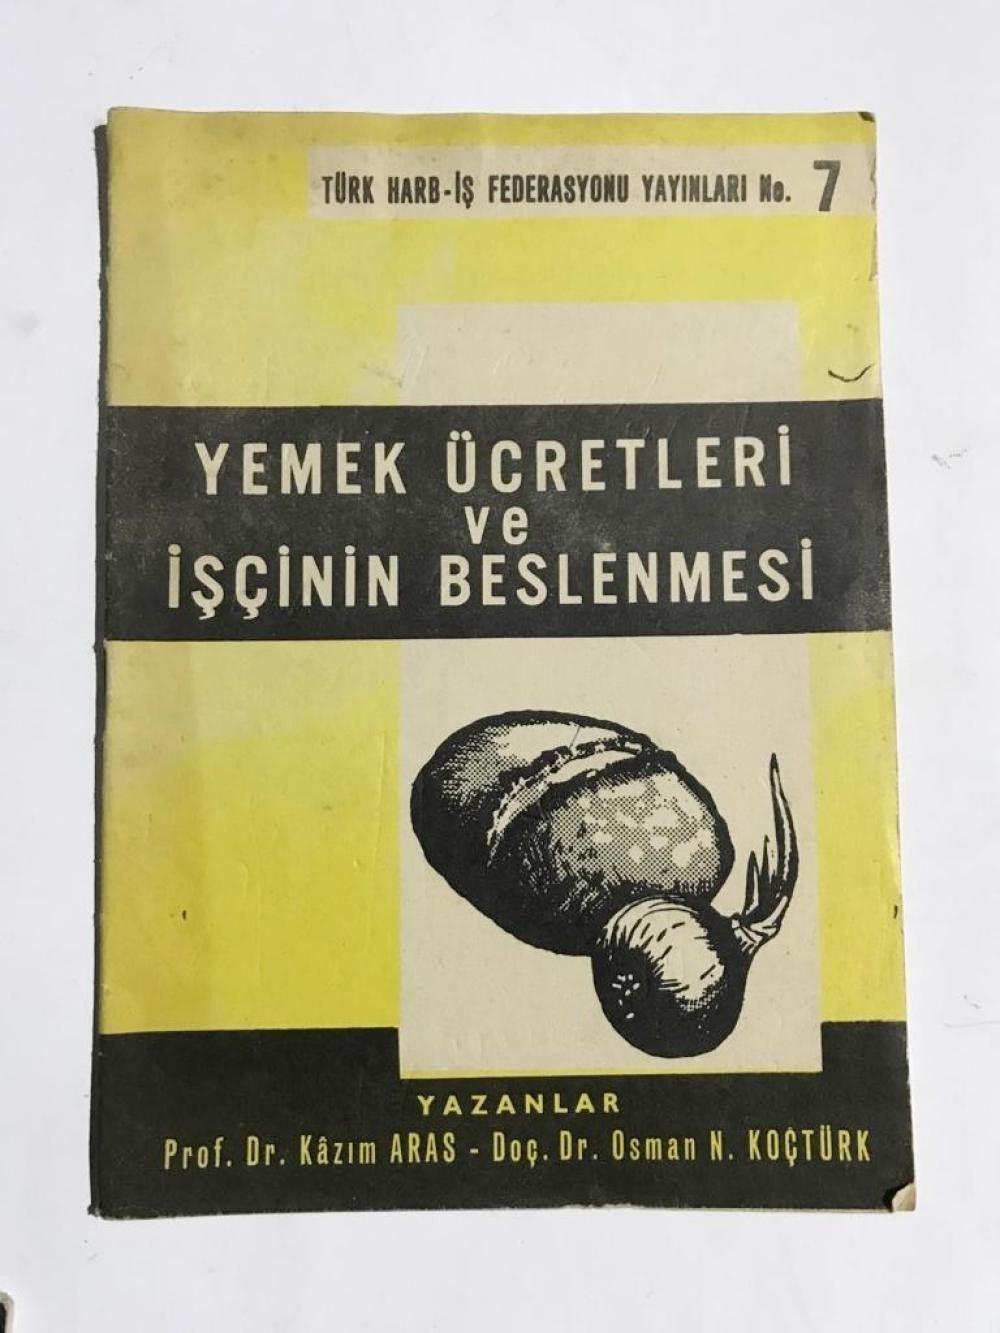 TÜRK HARB-İŞ FEDERASYONU YAYINLARI No. 7
YEMEK ÜCRETLERİ
ve
İŞÇİNİN BESLENMESİ
YAZANLAR
Prof. Dr. Kâzım ARAS - Doç. Dr. Osman N. KOÇTÜRK